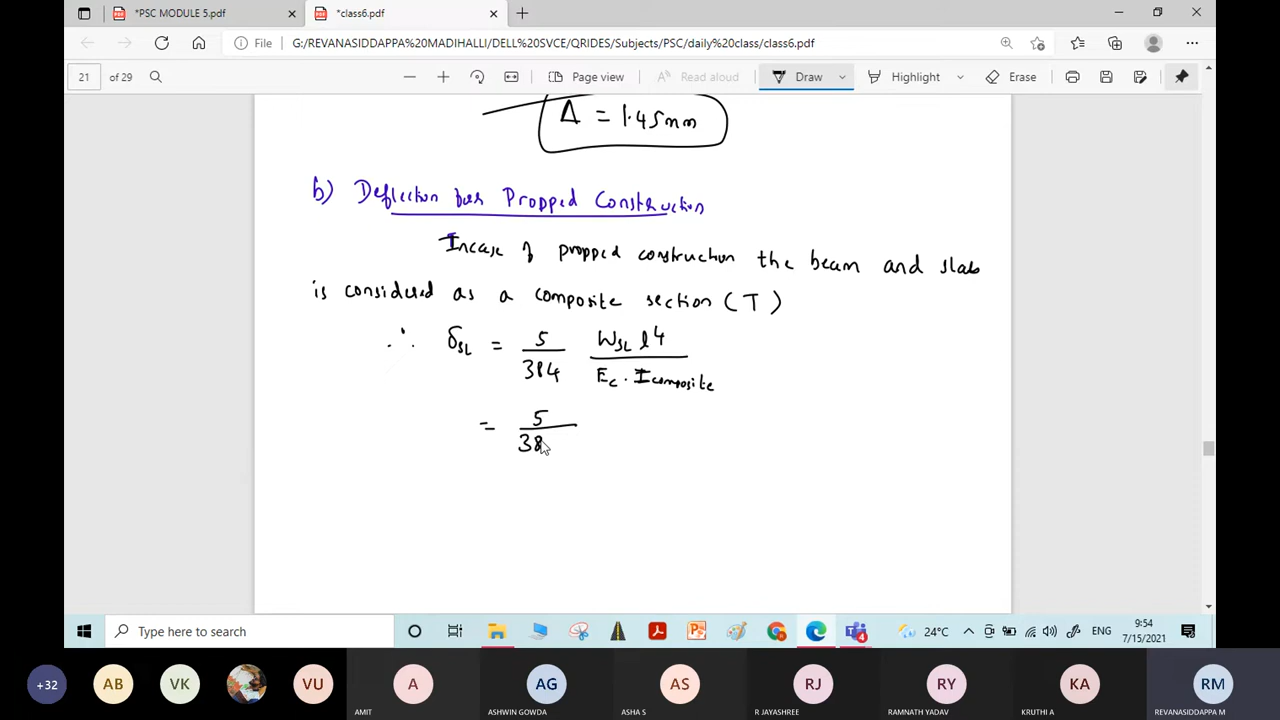 *PSC MODULE 5.pdf
*class6.pdf
File G:/REVANASIDDAPPA%20MADIHALLI/DELL%20SVCE/QRIDES/Subjects/PSC/daily%20class/class6.pdf
21 of 29 Page view Read aloud Draw Highlight Erase
Δ = 1.45mm
b) Deflection for Propped Construction
Incase of propped construction the beam and slab
is considered as a composite section (T)
∴ δSL = 5/384 WSL l4/Ec . Icomposite
= 5/38
Type here to search
24°C
ENG
9:54
7/15/2021
4
+32 AB VK VU A AG AS RJ RY KA RM
AMIT ASHWIN GOWDA ASHA S R JAYASHREE RAMNATH YADAV KRUTHI A REVANASIDDAPPA M